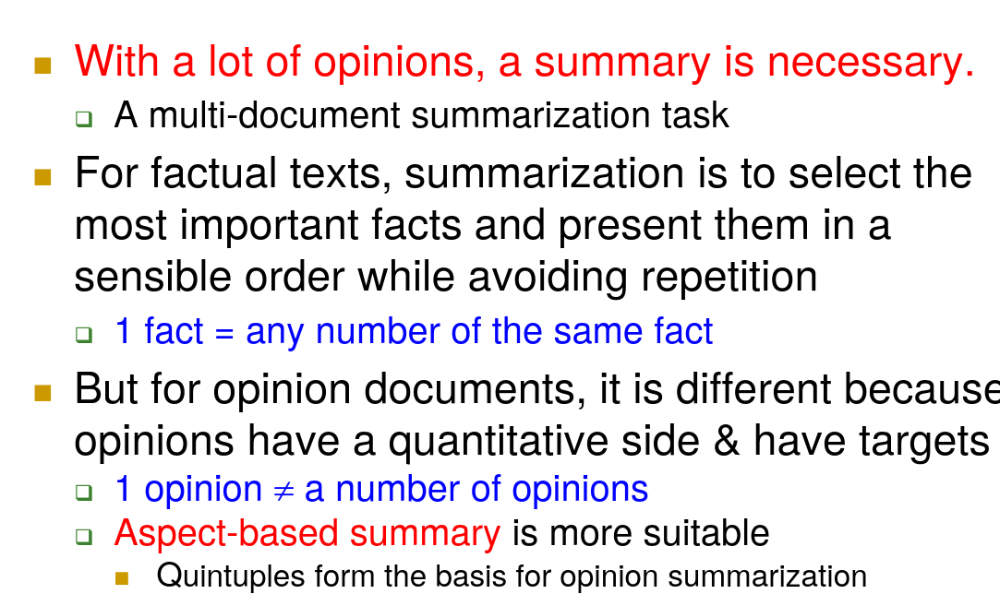 With a lot of opinions, a summary is necessary.
A multi-document summarization task
For factual texts, summarization is to select the
most important facts and present them in a
sensible order while avoiding repetition
1 fact = any number of the same fact
But for opinion documents, it is different because
opinions have a quantitative side & have targets
1 opinion ≠ a number of opinions
Aspect-based summary is more suitable
Quintuples form the basis for opinion summarization